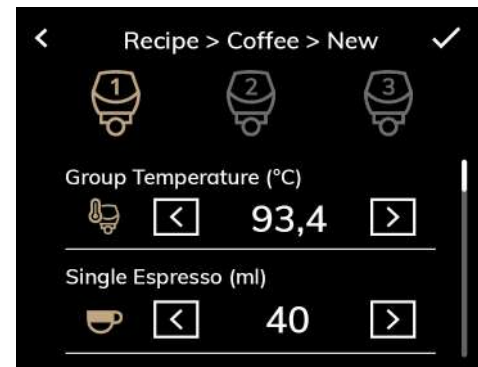 Recipe > Coffee > New
1 2 3
Group Temperature (°C)
< 93,4 >
Single Espresso (ml)
< 40 >